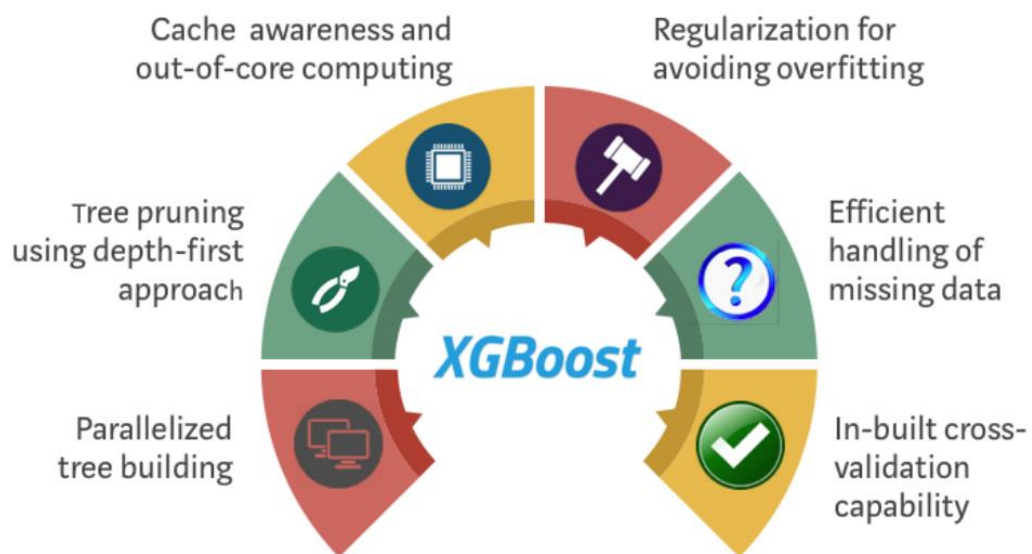 Cache awareness and
out-of-core computing
Regularization for
avoiding overfitting
Tree pruning
using depth-first
approach
Efficient
handling of
missing data
XGBoost
Parallelized
tree building
In-built cross-
validation
capability